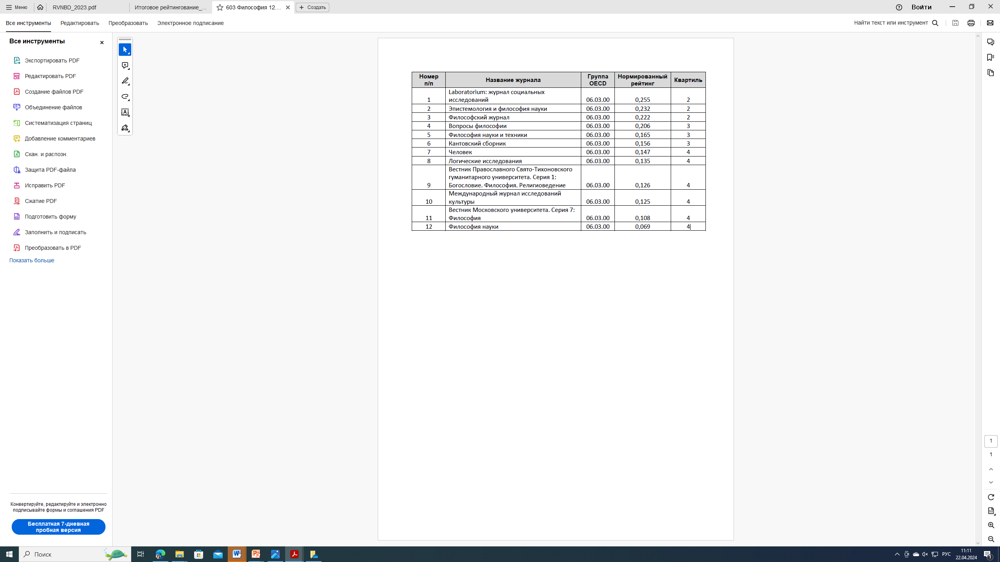 Меню
RVNBD_2023.pdf
Итоговое рейтингование_...
603 Философия 12....
Создать
Войти
Все инструменты
Редактировать
Преобразовать
Электронное подписание
Найти текст или инструмент
Все инструменты
Экспортировать PDF
Редактировать PDF
Создание файлов PDF
Объединение файлов
Систематизация страниц
Добавление комментариев
Скан. и распозн.
Защита PDF-файла
Исправить PDF
Сжатие PDF
Подготовить форму
Заполнить и подписать
Преобразовать в PDF
Показать больше
Конвертируйте, редактируйте и электронно
подписывайте формы и соглашения PDF
Бесплатная 7-дневная
пробная версия
Номер п/п Название журнала Группа OECD Нормированный рейтинг Квартиль
Laboratorium: журнал социальных
1 исследований 06.03.00 0,255 2
2 Эпистемология и философия науки 06.03.00 0,232 2
3 Философский журнал 06.03.00 0,222 2
4 Вопросы философии 06.03.00 0,206 3
5 Философия науки и техники 06.03.00 0,165 3
6 Кантовский сборник 06.03.00 0,156 3
7 Человек 06.03.00 0,147 4
8 Логические исследования 06.03.00 0,135 4
Вестник Православного Свято-Тихоновского
гуманитарного университета. Серия 1:
9 Богословие. Философия. Религиоведение 06.03.00 0,126 4
Международный журнал исследований
10 культуры 06.03.00 0,125 4
Вестник Московского университета. Серия 7:
11 Философия 06.03.00 0,108 4
12 Философия науки 06.03.00 0,069 4
1
1
Поиск
РУС
11:11
22.04.2024
1